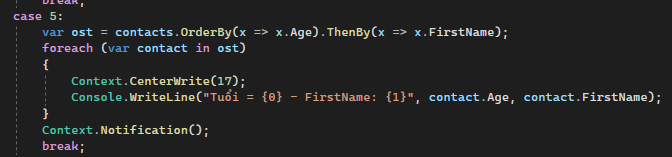 break;
case 5:
var ost = contacts.OrderBy(x => x.Age).ThenBy(x => x.FirstName);
foreach (var contact in ost)
{
Context.CenterWrite(17);
Console.WriteLine("Tuổi = {0} - FirstName: {1}", contact.Age, contact.FirstName);
}
Context.Notification();
break;